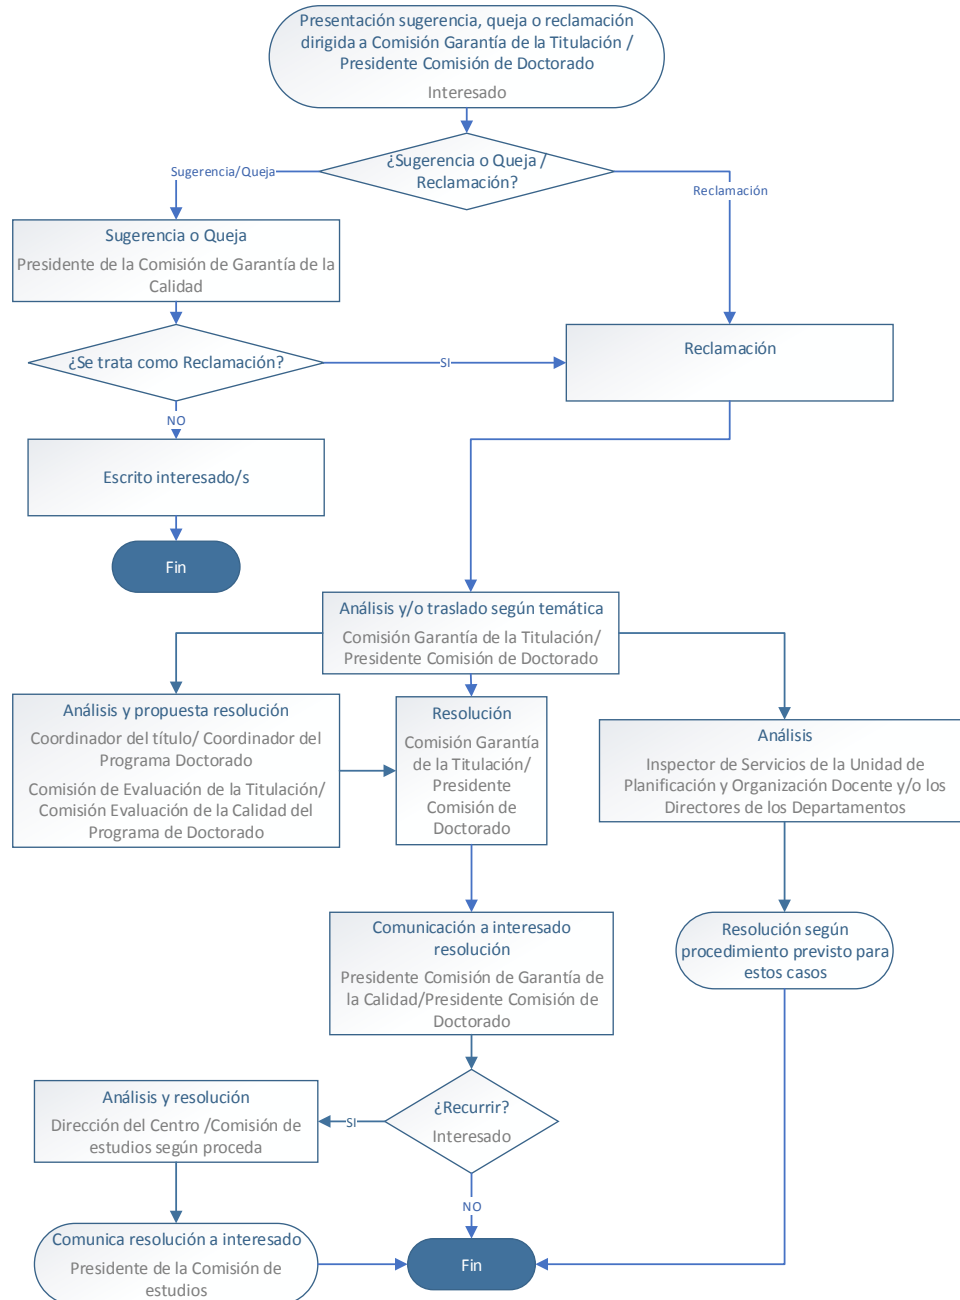 Presentación sugerencia, queja o reclamación
dirigida a Comisión Garantía de la Titulación /
Presidente Comisión de Doctorado
Interesado
¿Sugerencia o Queja /
Reclamación?
Sugerencia/Queja
Reclamación
Sugerencia o Queja
Presidente de la Comisión de Garantía de la
Calidad
¿Se trata como Reclamación?
SI
Reclamación
NO
Escrito interesado/s
Fin
Análisis y/o traslado según temática
Comisión Garantía de la Titulación/
Presidente Comisión de Doctorado
Análisis y propuesta resolución
Coordinador del título/ Coordinador del
Programa Doctorado
Comisión de Evaluación de la Titulación/
Comisión Evaluación de la Calidad del
Programa de Doctorado
Resolución
Comisión Garantía
de la Titulación/
Presidente
Comisión de
Doctorado
Análisis
Inspector de Servicios de la Unidad de
Planificación y Organización Docente y/o los
Directores de los Departamentos
Comunicación a interesado
resolución
Presidente Comisión de Garantía de
la Calidad/Presidente Comisión de
Doctorado
Resolución según
procedimiento previsto para
estos casos
¿Recurrir?
Interesado
SI
Análisis y resolución
Dirección del Centro /Comisión de
estudios según proceda
NO
Comunica resolución a interesado
Presidente de la Comisión de
estudios
Fin